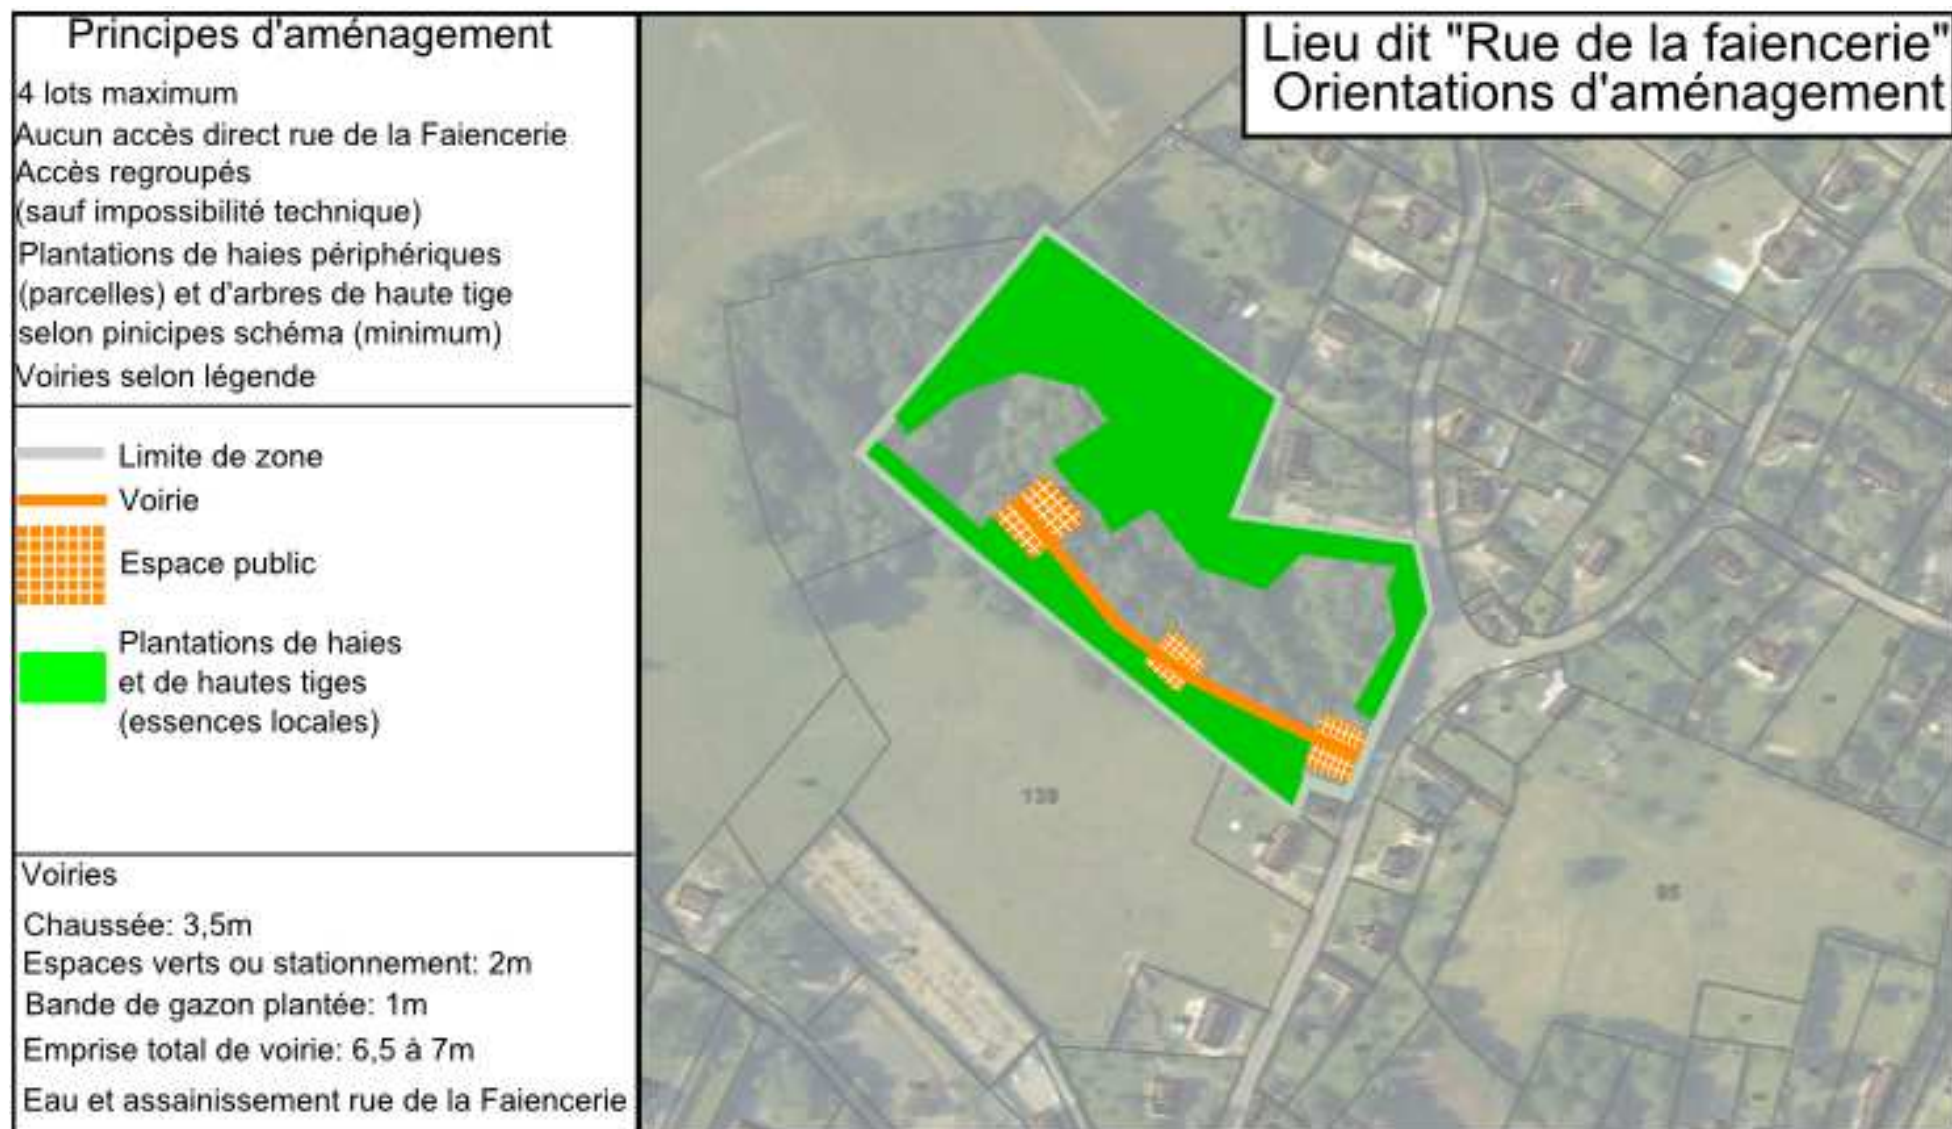 Principes d'aménagement
4 lots maximum
Aucun accès direct rue de la Faiencerie
Accès regroupés
(sauf impossibilité technique)
Plantations de haies périphériques
(parcelles) et d'arbres de haute tige
selon pinicipes schéma (minimum)
Voiries selon légende
Limite de zone
Voirie
Espace public
Plantations de haies
et de hautes tiges
(essences locales)
Voiries
Chaussée: 3,5m
Espaces verts ou stationnement: 2m
Bande de gazon plantée: 1m
Emprise total de voirie: 6,5 à 7m
Eau et assainissement rue de la Faiencerie
Lieu dit "Rue de la faiencerie"
Orientations d'aménagement